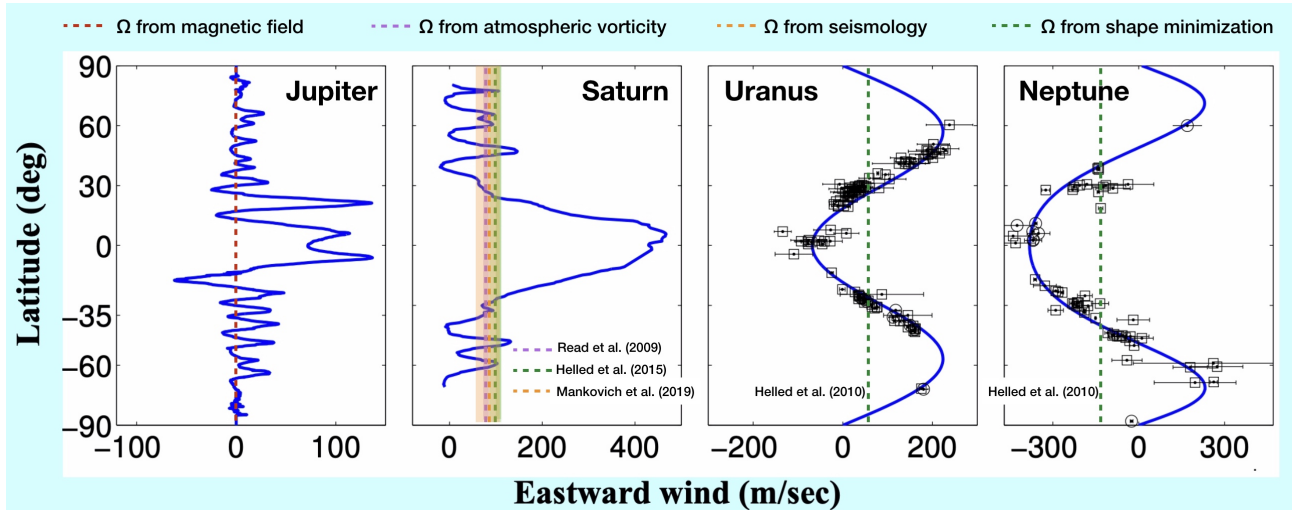 Ω from magnetic field Ω from atmospheric vorticity Ω from seismology Ω from shape minimization
Jupiter Saturn Uranus Neptune
Latitude (deg)
90
60
30
0
−35
−60
−90
Read et al. (2009)
Helled et al. (2015)
Mankovich et al. (2019)
Helled et al. (2010)
Helled et al. (2010)
−100 0 100 0 200 400 −200 0 200 −300 0 300
Eastward wind (m/sec)